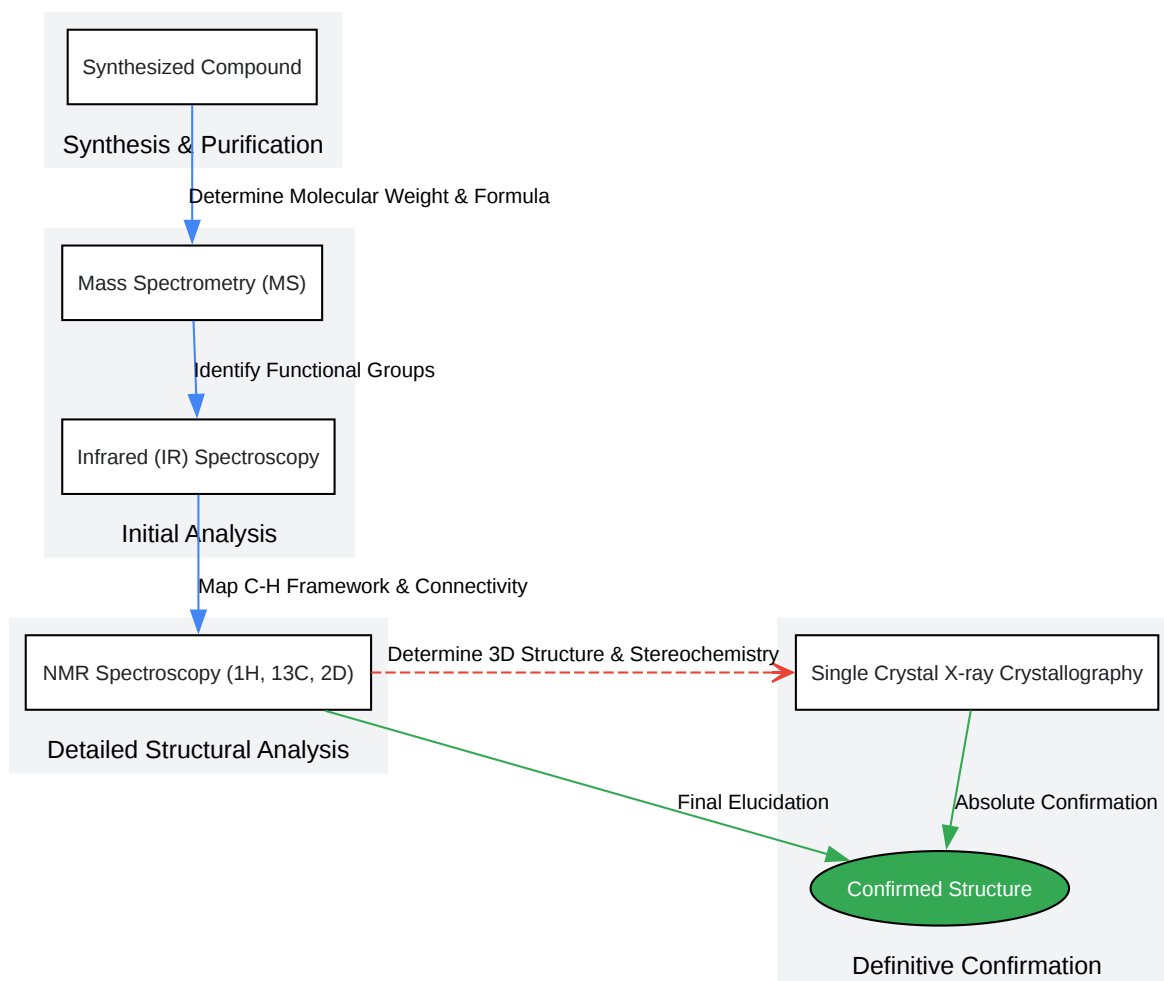 Synthesized Compound
Synthesis & Purification
Determine Molecular Weight & Formula
Mass Spectrometry (MS)
Identify Functional Groups
Infrared (IR) Spectroscopy
Initial Analysis
Map C-H Framework & Connectivity
NMR Spectroscopy (1H, 13C, 2D)
Determine 3D Structure & Stereochemistry
Single Crystal X-ray Crystallography
Detailed Structural Analysis
Final Elucidation
Absolute Confirmation
Confirmed Structure
Definitive Confirmation